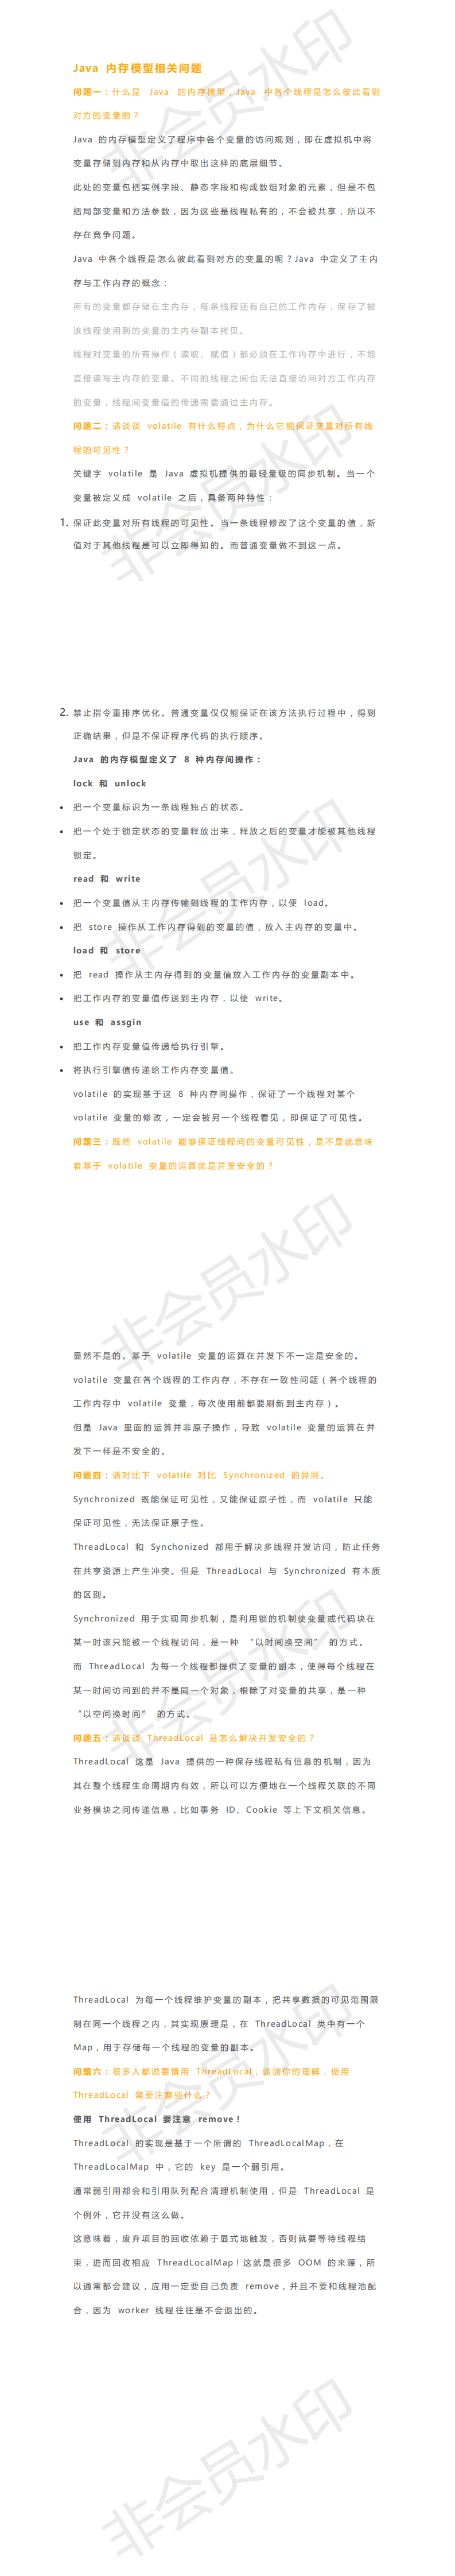 Java 内存模型相关问题
问题一：什么是 Java 的内存模型，Java 中各个线程是怎么彼此看到
对方的变量的？
Java 的内存模型定义了程序中各个变量的访问规则，即在虚拟机中将
变量存储到内存和从内存中取出这样的底层细节。
此处的变量包括实例字段、静态字段和构成数组对象的元素，但是不包
括局部变量和方法参数，因为这些是线程私有的，不会被共享，所以不
存在竞争问题。
Java 中各个线程是怎么彼此看到对方的变量的呢？Java 中定义了主内
存与工作内存的概念：
所有的变量都存储在主内存，每条线程还有自己的工作内存，保存了被
该线程使用到的变量的主内存副本拷贝。
线程对变量的所有操作（读取、赋值）都必须在工作内存中进行，不能
直接读写主内存的变量。不同的线程之间也无法直接访问对方工作内存
的变量，线程间变量值的传递需要通过主内存。
问题二：请谈谈 volatile 有什么特点，为什么它能保证变量对所有线
程的可见性？
关键字 volatile 是 Java 虚拟机提供的最轻量级的同步机制。当一个
变量被定义成 volatile 之后，具备两种特性：
1. 保证此变量对所有线程的可见性。当一条线程修改了这个变量的值，新
值对于其他线程是可以立即得知的。而普通变量做不到这一点。
2. 禁止指令重排序优化。普通变量仅仅能保证在该方法执行过程中，得到
正确结果，但是不保证程序代码的执行顺序。
Java 的内存模型定义了 8 种内存间操作：
lock 和 unlock
• 把一个变量标识为一条线程独占的状态。
• 把一个处于锁定状态的变量释放出来，释放之后的变量才能被其他线程
锁定。
read 和 write
• 把一个变量值从主内存传输到线程的工作内存，以便 load。
• 把 store 操作从工作内存得到的变量的值，放入主内存的变量中。
load 和 store
• 把 read 操作从主内存得到的变量值放入工作内存的变量副本中。
• 把工作内存的变量值传送到主内存，以便 write。
use 和 assgin
• 把工作内存变量值传递给执行引擎。
• 将执行引擎值传递给工作内存变量值。
volatile 的实现基于这 8 种内存间操作，保证了一个线程对某个
volatile 变量的修改，一定会被另一个线程看见，即保证了可见性。
问题三：既然 volatile 能够保证线程间的变量可见性，是不是就意味
着基于 volatile 变量的运算就是并发安全的？
显然不是的。基于 volatile 变量的运算在并发下不一定是安全的。
volatile 变量在各个线程的工作内存，不存在一致性问题（各个线程的
工作内存中 volatile 变量，每次使用前都要刷新到主内存）。
但是 Java 里面的运算并非原子操作，导致 volatile 变量的运算在并
发下一样是不安全的。
问题四：请对比下 volatile 对比 Synchronized 的异同。
Synchronized 既能保证可见性，又能保证原子性，而 volatile 只能
保证可见性，无法保证原子性。
ThreadLocal 和 Synchonized 都用于解决多线程并发访问，防止任务
在共享资源上产生冲突。但是 ThreadLocal 与 Synchronized 有本质
的区别。
Synchronized 用于实现同步机制，是利用锁的机制使变量或代码块在
某一时该只能被一个线程访问，是一种 “以时间换空间” 的方式。
而 ThreadLocal 为每一个线程都提供了变量的副本，使得每个线程在
某一时间访问到的并不是同一个对象，根除了对变量的共享，是一种
“以空间换时间” 的方式。
问题五：请谈谈 ThreadLocal 是怎么解决并发安全的？
ThreadLocal 这是 Java 提供的一种保存线程私有信息的机制，因为
其在整个线程生命周期内有效，所以可以方便地在一个线程关联的不同
业务模块之间传递信息，比如事务 ID、Cookie 等上下文相关信息。
ThreadLocal 为每一个线程维护变量的副本，把共享数据的可见范围限
制在同一个线程之内，其实现原理是，在 ThreadLocal 类中有一个
Map，用于存储每一个线程的变量的副本。
问题六：很多人都说要慎用 ThreadLocal，谈谈你的理解，使用
ThreadLocal 需要注意些什么？
使用 ThreadLocal 要注意 remove！
ThreadLocal 的实现是基于一个所谓的 ThreadLocalMap，在
ThreadLocalMap 中，它的 key 是一个弱引用。
通常弱引用都会和引用队列配合清理机制使用，但是 ThreadLocal 是
个例外，它并没有这么做。
这意味着，废弃项目的回收依赖于显式地触发，否则就要等待线程结
束，进而回收相应 ThreadLocalMap！这就是很多 OOM 的来源，所
以通常都会建议，应用一定要自己负责 remove，并且不要和线程池配
合，因为 worker 线程往往是不会退出的。
非会员水印
非会员水印
非会员水印
非会员水印
非会员水印
非会员水印
非会员水印